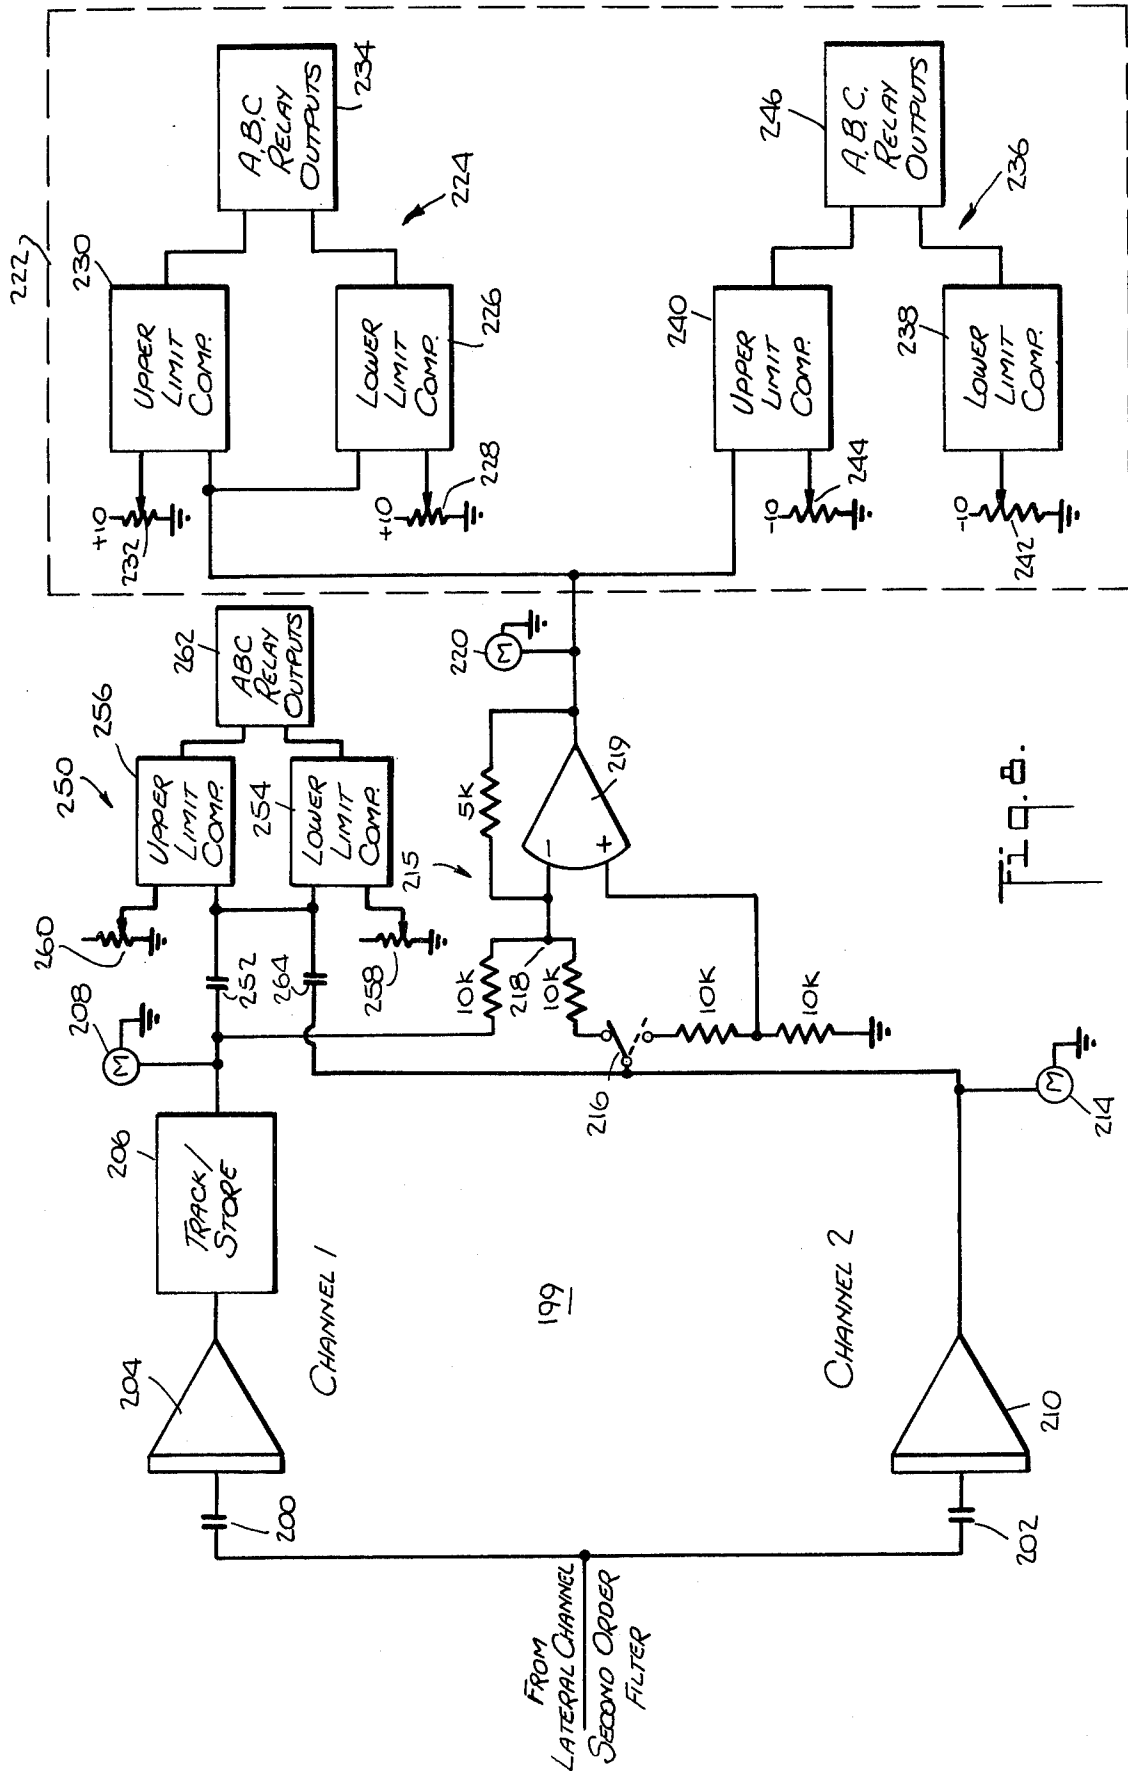 222
230
UPPER
LIMIT
COMP.
+10
232
A,B,C
RELAY
OUTPUTS
234
224
LOWER
LIMIT
COMP.
226
+10
228
246
A,B,C,
RELAY
OUTPUTS
236
240
UPPER
LIMIT
COMP.
-10
244
238
LOWER
LIMIT
COMP.
-10
242
262
ABC
RELAY
OUTPUTS
250
256
UPPER
LIMIT
COMP.
260
254
LOWER
LIMIT
COMP.
258
252
264
215
M
220
5K
-
+
219
10K
218
10K
216
10K
10K
208
M
206
TRACK/
STORE
M
214
204
CHANNEL 1
199
CHANNEL 2
210
200
202
FROM
LATERAL CHANNEL
SECOND ORDER
FILTER
Fig. 8.